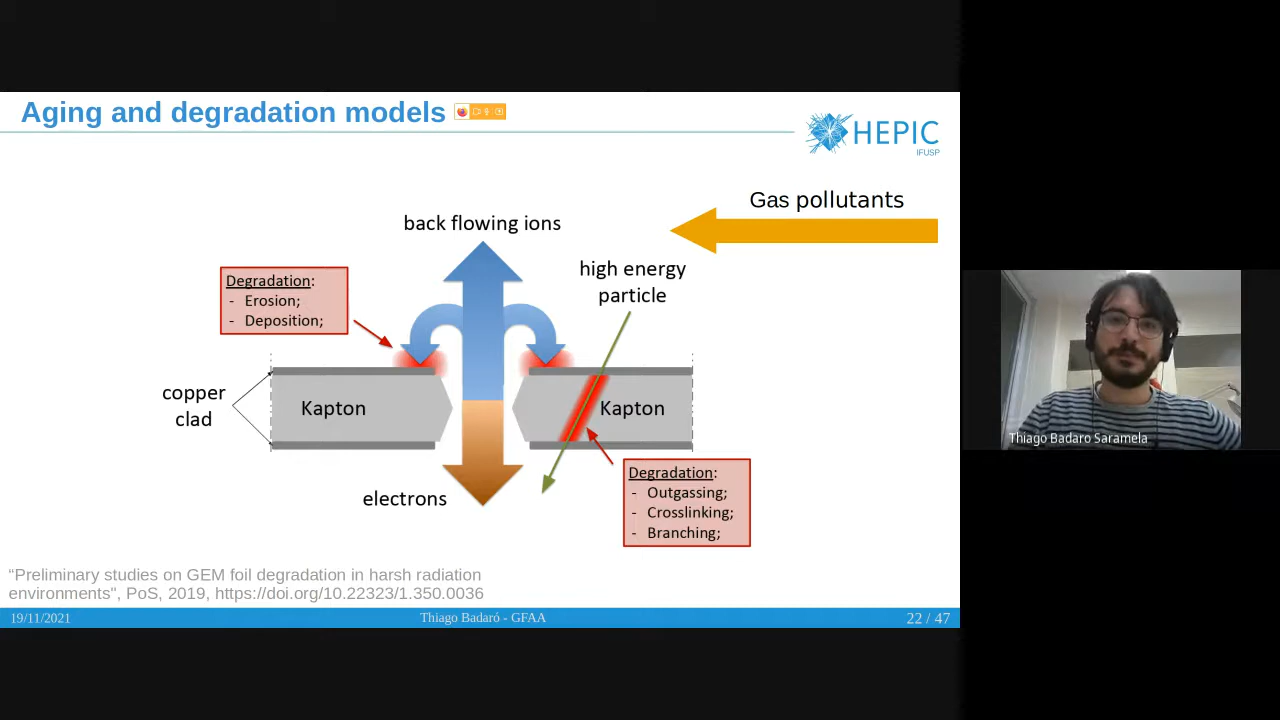 Aging and degradation models
HEPIC
IFUSP
Gas pollutants
back flowing ions
high energy
particle
Degradation:
- Erosion;
- Deposition;
copper
clad
Kapton
Kapton
electrons
Degradation:
- Outgassing;
- Crosslinking;
- Branching;
"Preliminary studies on GEM foil degradation in harsh radiation
environments", PoS, 2019, https://doi.org/10.22323/1.350.0036
19/11/2021
Thiago Badaró - GFAA
22 / 47
Thiago Badaro Saramela